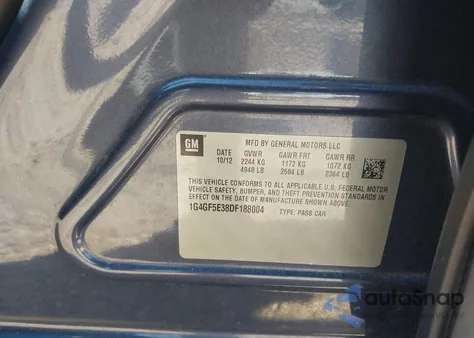 GM
MFD BY GENERAL MOTORS LLC
DATE GVWR GAWR FRT GAWR RR
10/12 2244 KG 1172 KG 1072 KG
4948 LB 2584 LB 2364 LB
THIS VEHICLE CONFORMS TO ALL APPLICABLE U.S. FEDERAL MOTOR
VEHICLE SAFETY, BUMPER, AND THEFT PREVENTION STANDARDS IN
EFFECT ON THE DATE OF MANUFACTURE SHOWN ABOVE.
1G4GF5E38DF188004 TYPE: PASS CAR
autoSnap